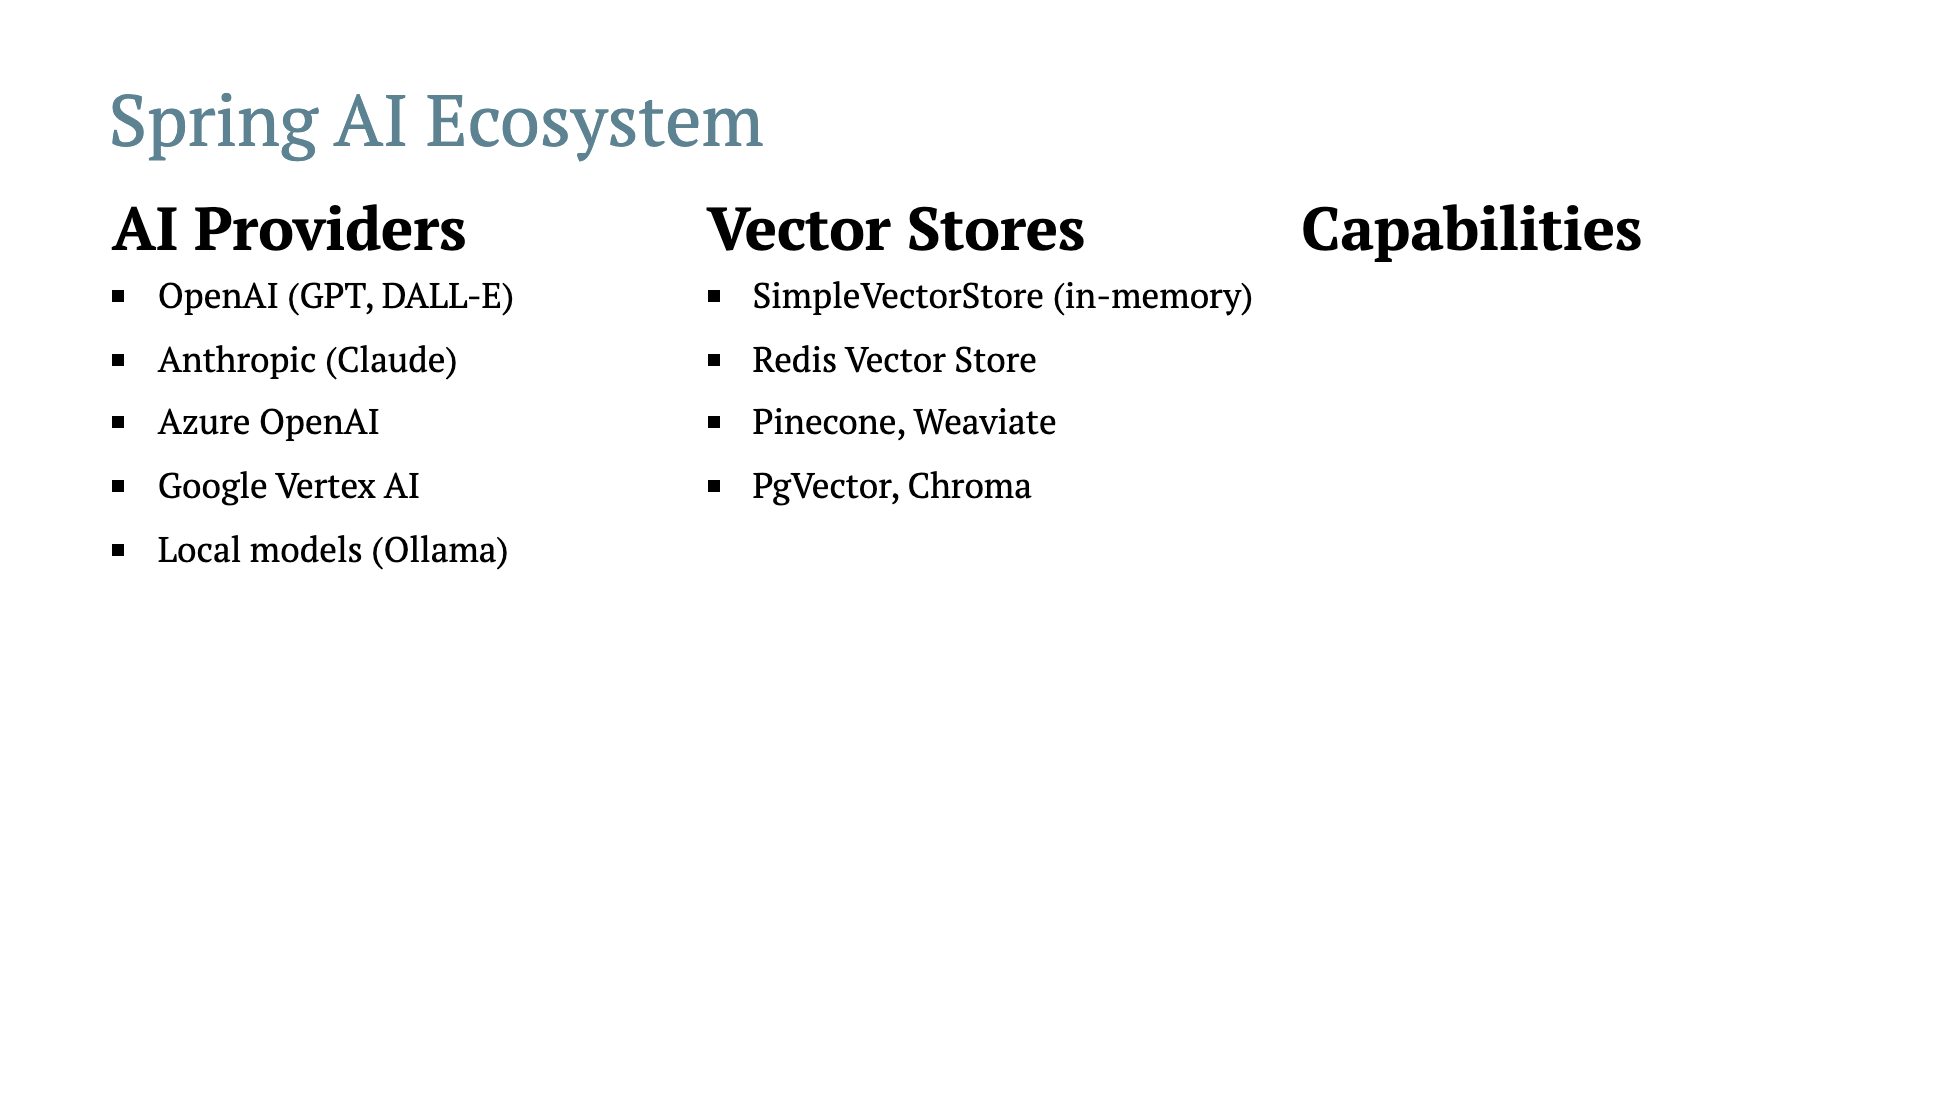 Spring AI Ecosystem
AI Providers
OpenAI (GPT, DALL-E)
Anthropic (Claude)
Azure OpenAI
Google Vertex AI
Local models (Ollama)
Vector Stores
SimpleVectorStore (in-memory)
Redis Vector Store
Pinecone, Weaviate
PgVector, Chroma
Capabilities